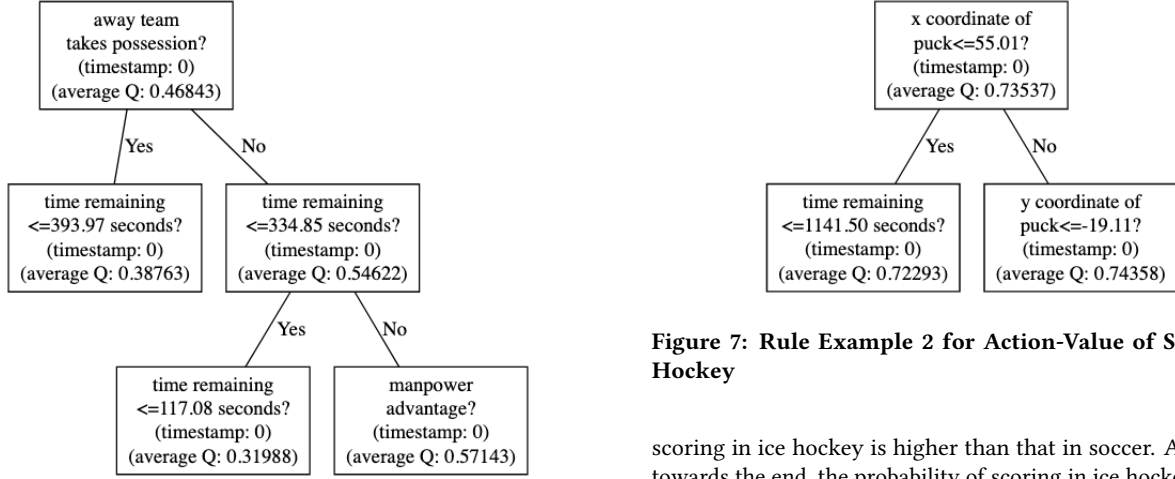 away team
takes possession?
(timestamp: 0)
(average Q: 0.46843)
Yes
No
time remaining
<=393.97 seconds?
(timestamp: 0)
(average Q: 0.38763)
time remaining
<=334.85 seconds?
(timestamp: 0)
(average Q: 0.54622)
Yes
No
time remaining
<=117.08 seconds?
(timestamp: 0)
(average Q: 0.31988)
manpower
advantage?
(timestamp: 0)
(average Q: 0.57143)
x coordinate of
puck<=55.01?
(timestamp: 0)
(average Q: 0.73537)
Yes
No
time remaining
<=1141.50 seconds?
(timestamp: 0)
(average Q: 0.72293)
y coordinate of
puck<=-19.11?
(timestamp: 0)
(average Q: 0.74358)
Figure 7: Rule Example 2 for Action-Value of S
Hockey
scoring in ice hockey is higher than that in soccer. A
towards the end, the probability of scoring in ice hocke